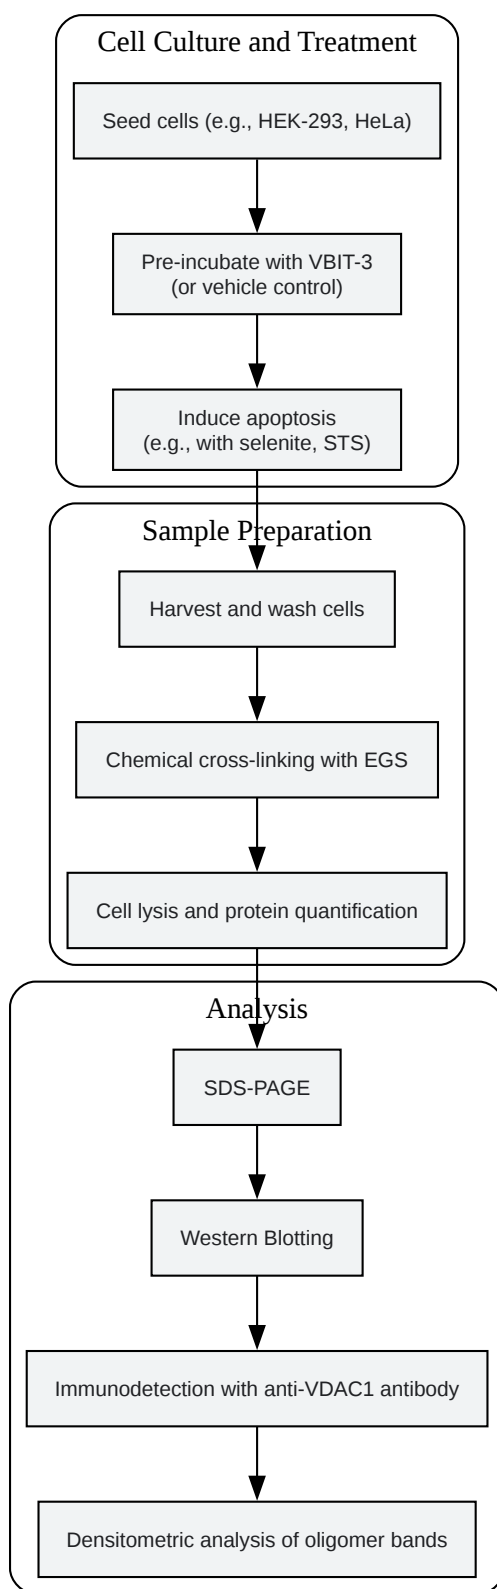 Cell Culture and Treatment
Seed cells (e.g., HEK-293, HeLa)
Pre-incubate with VBIT-3
(or vehicle control)
Induce apoptosis
(e.g., with selenite, STS)
Sample Preparation
Harvest and wash cells
Chemical cross-linking with EGS
Cell lysis and protein quantification
Analysis
SDS-PAGE
Western Blotting
Immunodetection with anti-VDAC1 antibody
Densitometric analysis of oligomer bands